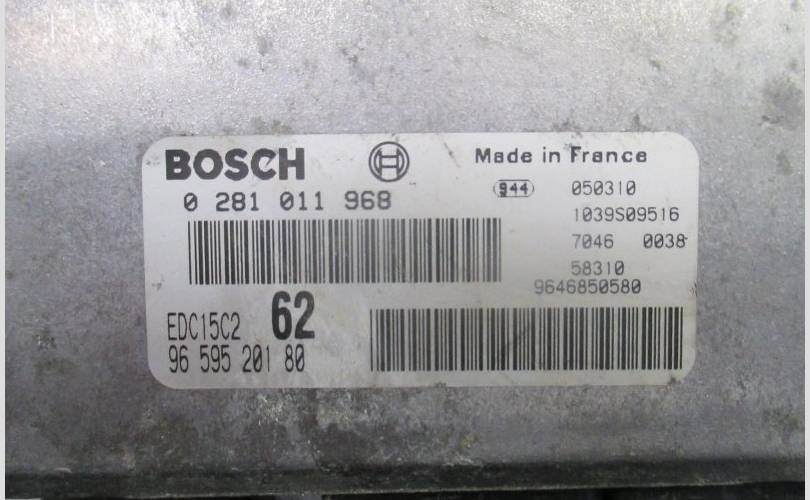 BOSCH
Made in France
0 281 011 968
944 050310
1039S09516
7046 0038
58310
9646850580
EDC15C2 62
96 595 201 80